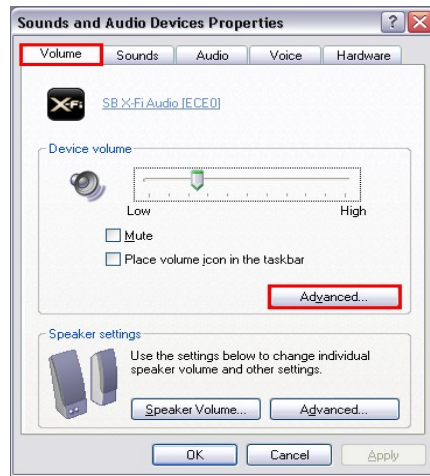 Sounds and Audio Devices Properties
Volume Sounds Audio Voice Hardware
X-Fi SB X-Fi Audio [ECE0]
Device volume
Low High
Mute
Place volume icon in the taskbar
Advanced...
Speaker settings
Use the settings below to change individual
speaker volume and other settings.
Speaker Volume... Advanced...
OK Cancel Apply